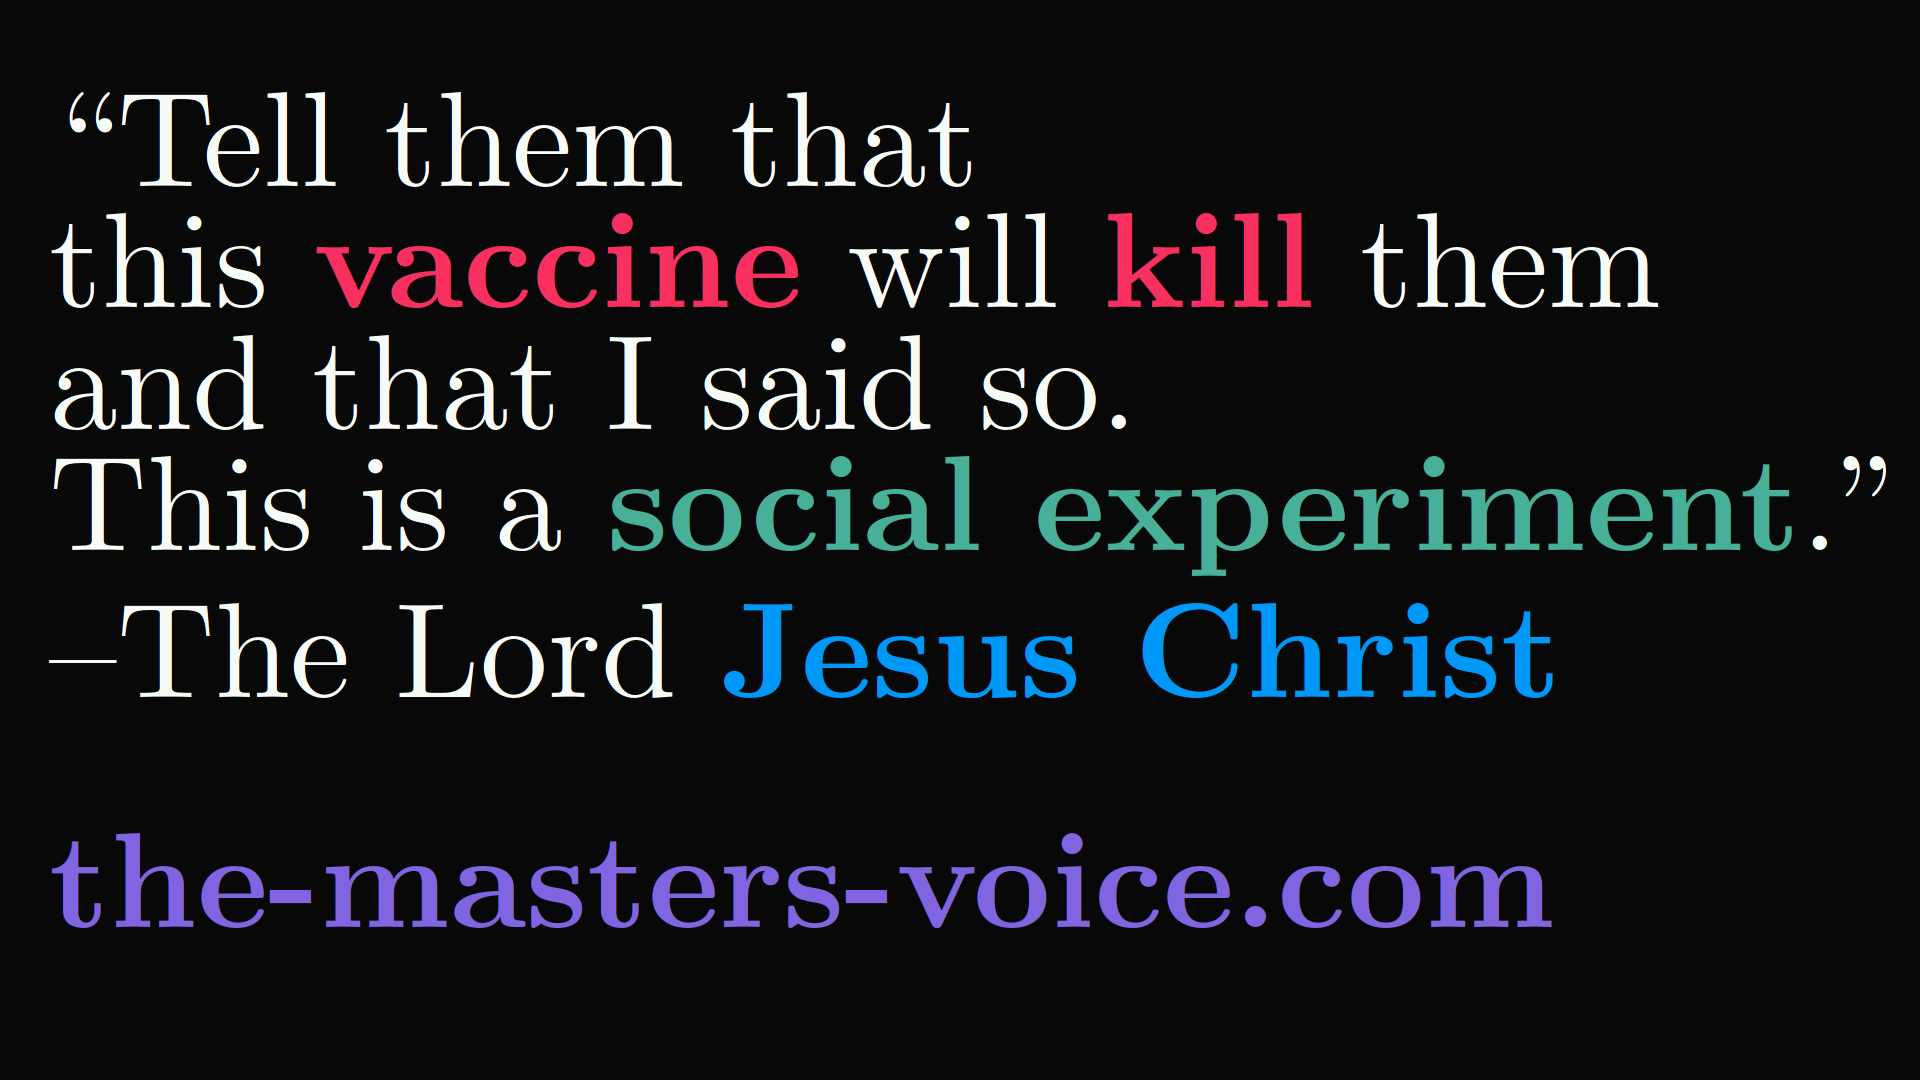 “Tell them that
this vaccine will kill them
and that I said so.
This is a social experiment.”
–The Lord Jesus Christ
the-masters-voice.com